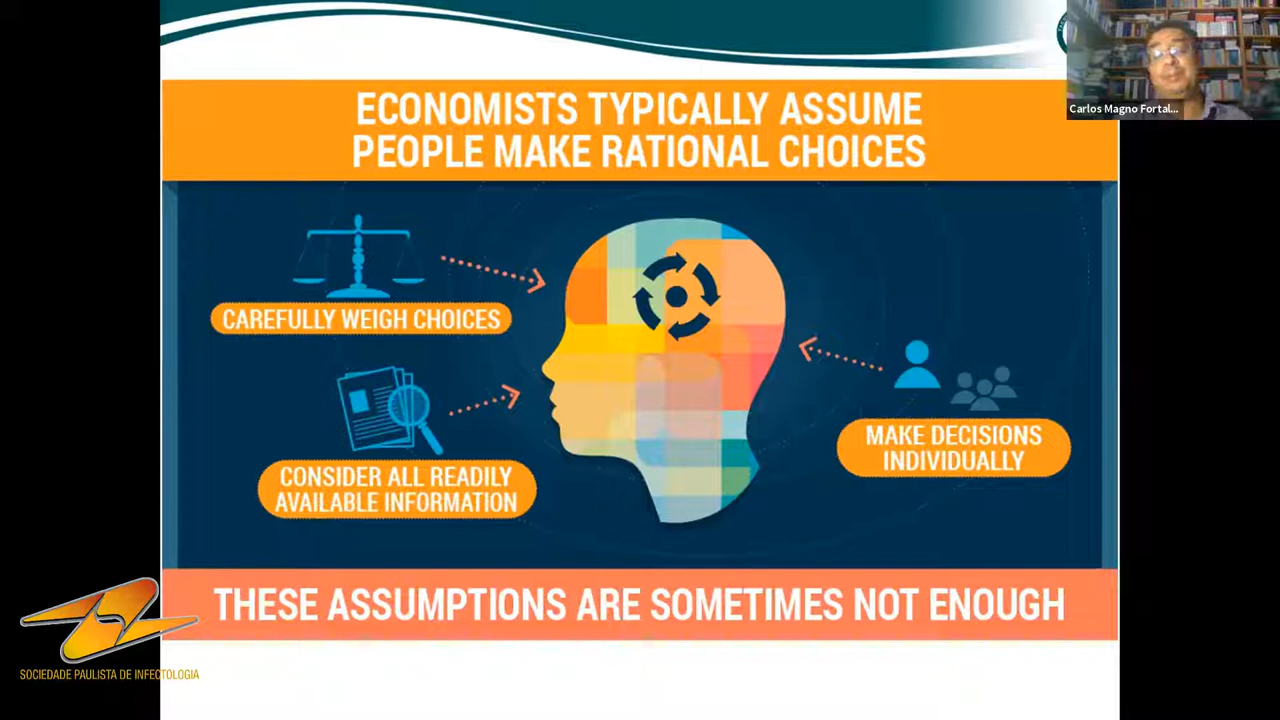 ECONOMISTS TYPICALLY ASSUME
PEOPLE MAKE RATIONAL CHOICES
Carlos Magno Fortal...
CAREFULLY WEIGH CHOICES
CONSIDER ALL READILY
AVAILABLE INFORMATION
MAKE DECISIONS
INDIVIDUALLY
THESE ASSUMPTIONS ARE SOMETIMES NOT ENOUGH
SOCIEDADE PAULISTA DE INFECTOLOGIA